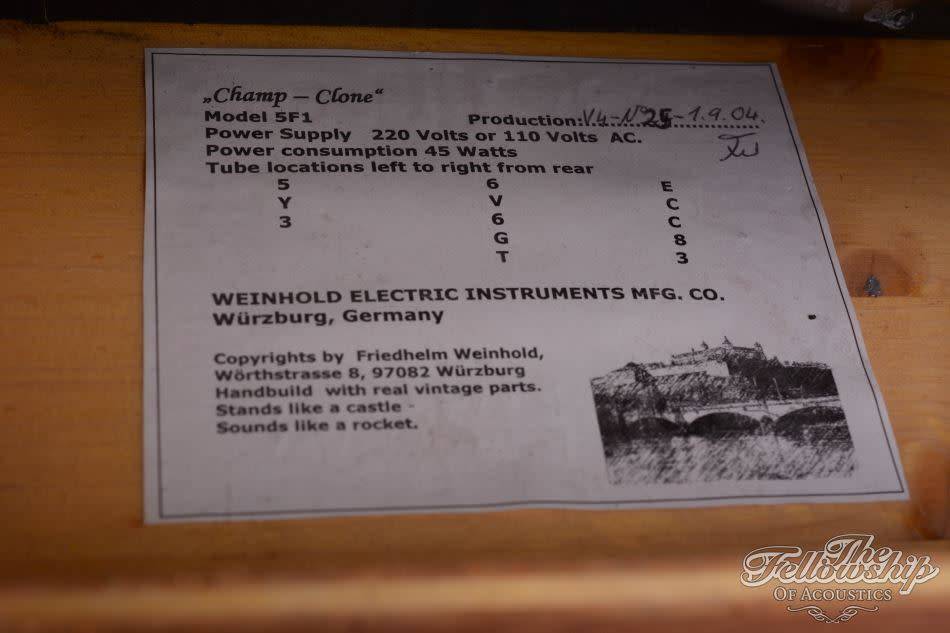 „Champ – Clone“
Model 5F1
Production: V4-N° 25-1.9.04.
Power Supply 220 Volts or 110 Volts AC.
Power consumption 45 Watts
Tube locations left to right from rear
5 6 E
Y V C
3 6 C
G 8
T 3
WEINHOLD ELECTRIC INSTRUMENTS MFG. CO.
Würzburg, Germany
Copyrights by Friedhelm Weinhold,
Wörthstrasse 8, 97082 Würzburg
Handbuild with real vintage parts.
Stands like a castle -
Sounds like a rocket.
The
Fellowship
OF ACOUSTICS